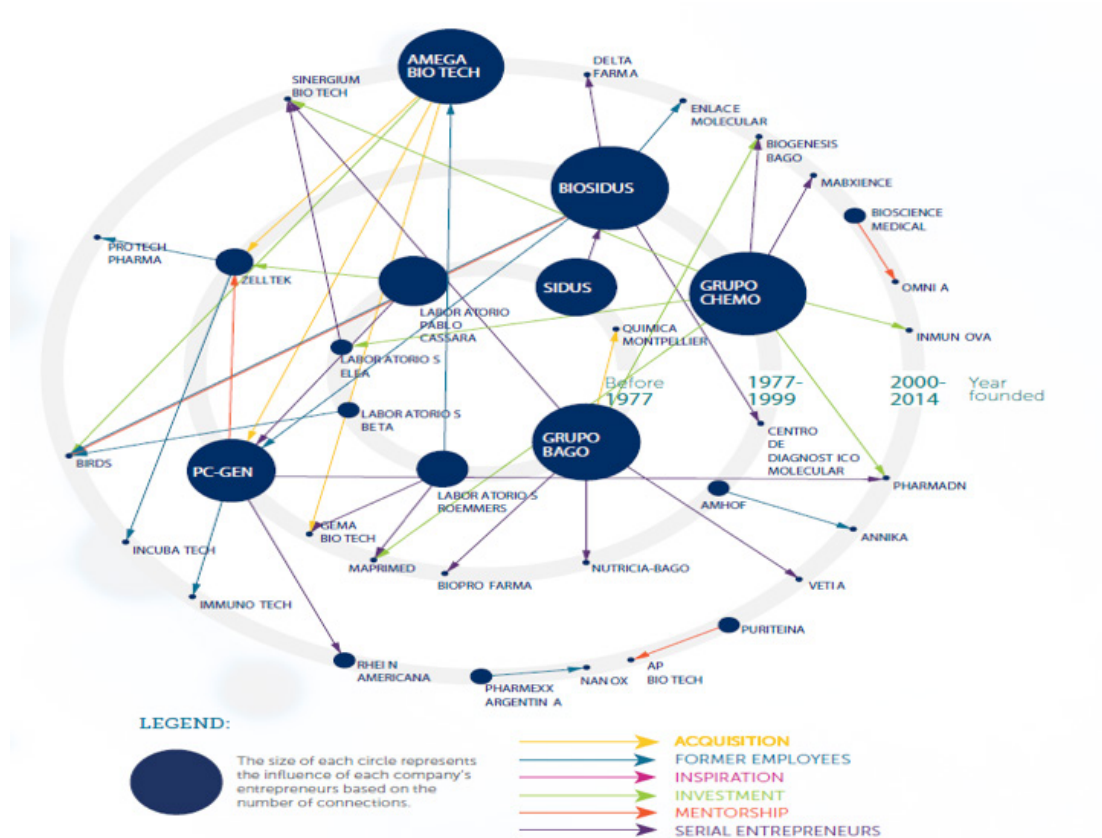 AMEGA
BIO TECH
DELTA
FARM A
SINERGIUM
BIO TECH
ENLACE
MOLECULAR
BIOGENESIS
BAGO
MABXIENCE
BIOSIDUS
BIOSCIENCE
MEDICAL
PRO TECH
PHARMA
ZELLTEK
SIDUS
GRUPO
CHEMO
OMNI A
LABOR ATORIO
PABLO
CASSARA
QUIMICA
MONTPELLIER
INMUN OVA
LABOR ATORIO S
ELEA
Before
1977
1977-
1999
2000-
2014
Year
founded
LABOR ATORIO S
BETA
GRUPO
BAGO
CENTRO
DE
DIAGNOST ICO
MOLECULAR
BIRDS
PC-GEN
LABOR ATORIO S
ROEMMERS
PHARMADN
AMHOF
GEMA
BIO TECH
ANNIKA
INCUBA TECH
MAPRIMED
BIOPRO FARMA
NUTRICIA-BAGO
VETI A
IMMUNO TECH
PURITEINA
RHEI N
AMERICANA
AP
BIO TECH
NAN OX
PHARMEXX
ARGENTIN A
LEGEND:
The size of each circle represents
the influence of each company's
entrepreneurs based on the
number of connections.
ACQUISITION
FORMER EMPLOYEES
INSPIRATION
INVESTMENT
MENTORSHIP
SERIAL ENTREPRENEURS